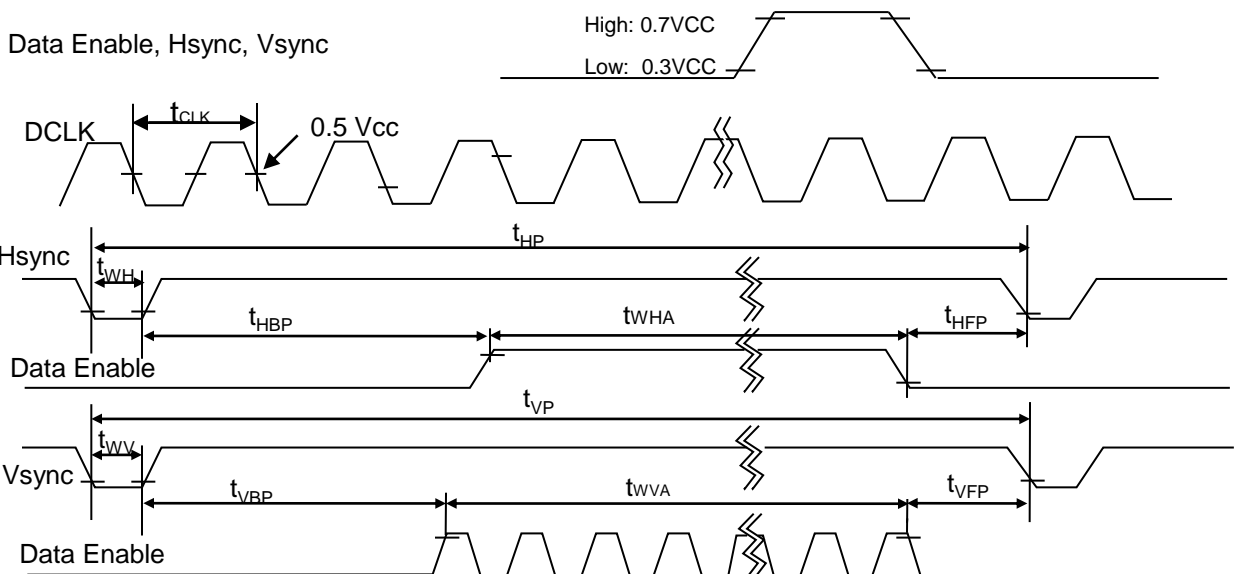 High: 0.7VCC
Data Enable, Hsync, Vsync
Low: 0.3VCC
tCLK
DCLK
0.5 Vcc
tHP
Hsync
tWH
tHBP
tWHA
tHFP
Data Enable
tVP
tWV
Vsync
tVBP
tWVA
tVFP
Data Enable